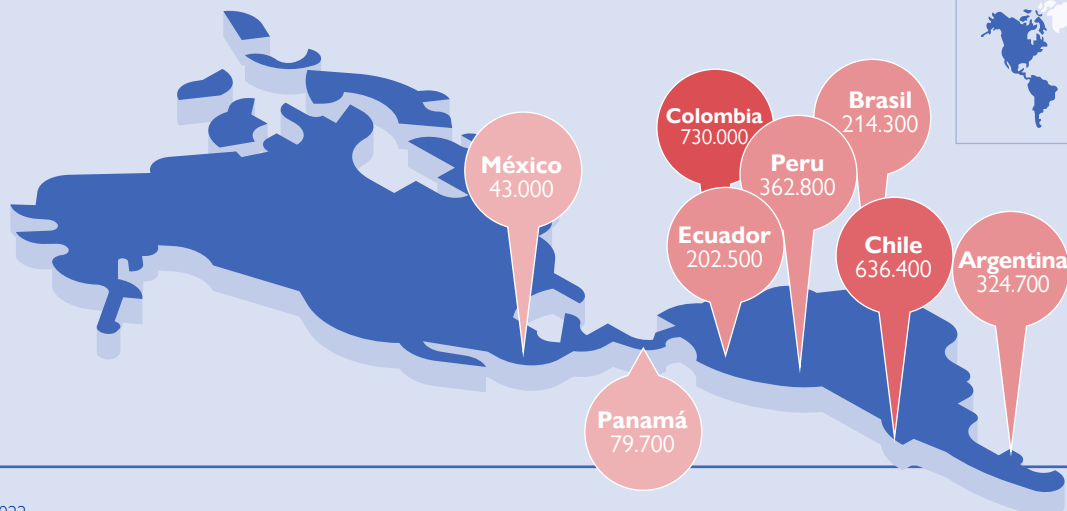 México
43.000
Colombia
730.000
Brasil
214.300
Peru
362.800
Ecuador
202.500
Chile
636.400
Argentina
324.700
Panamá
79.700